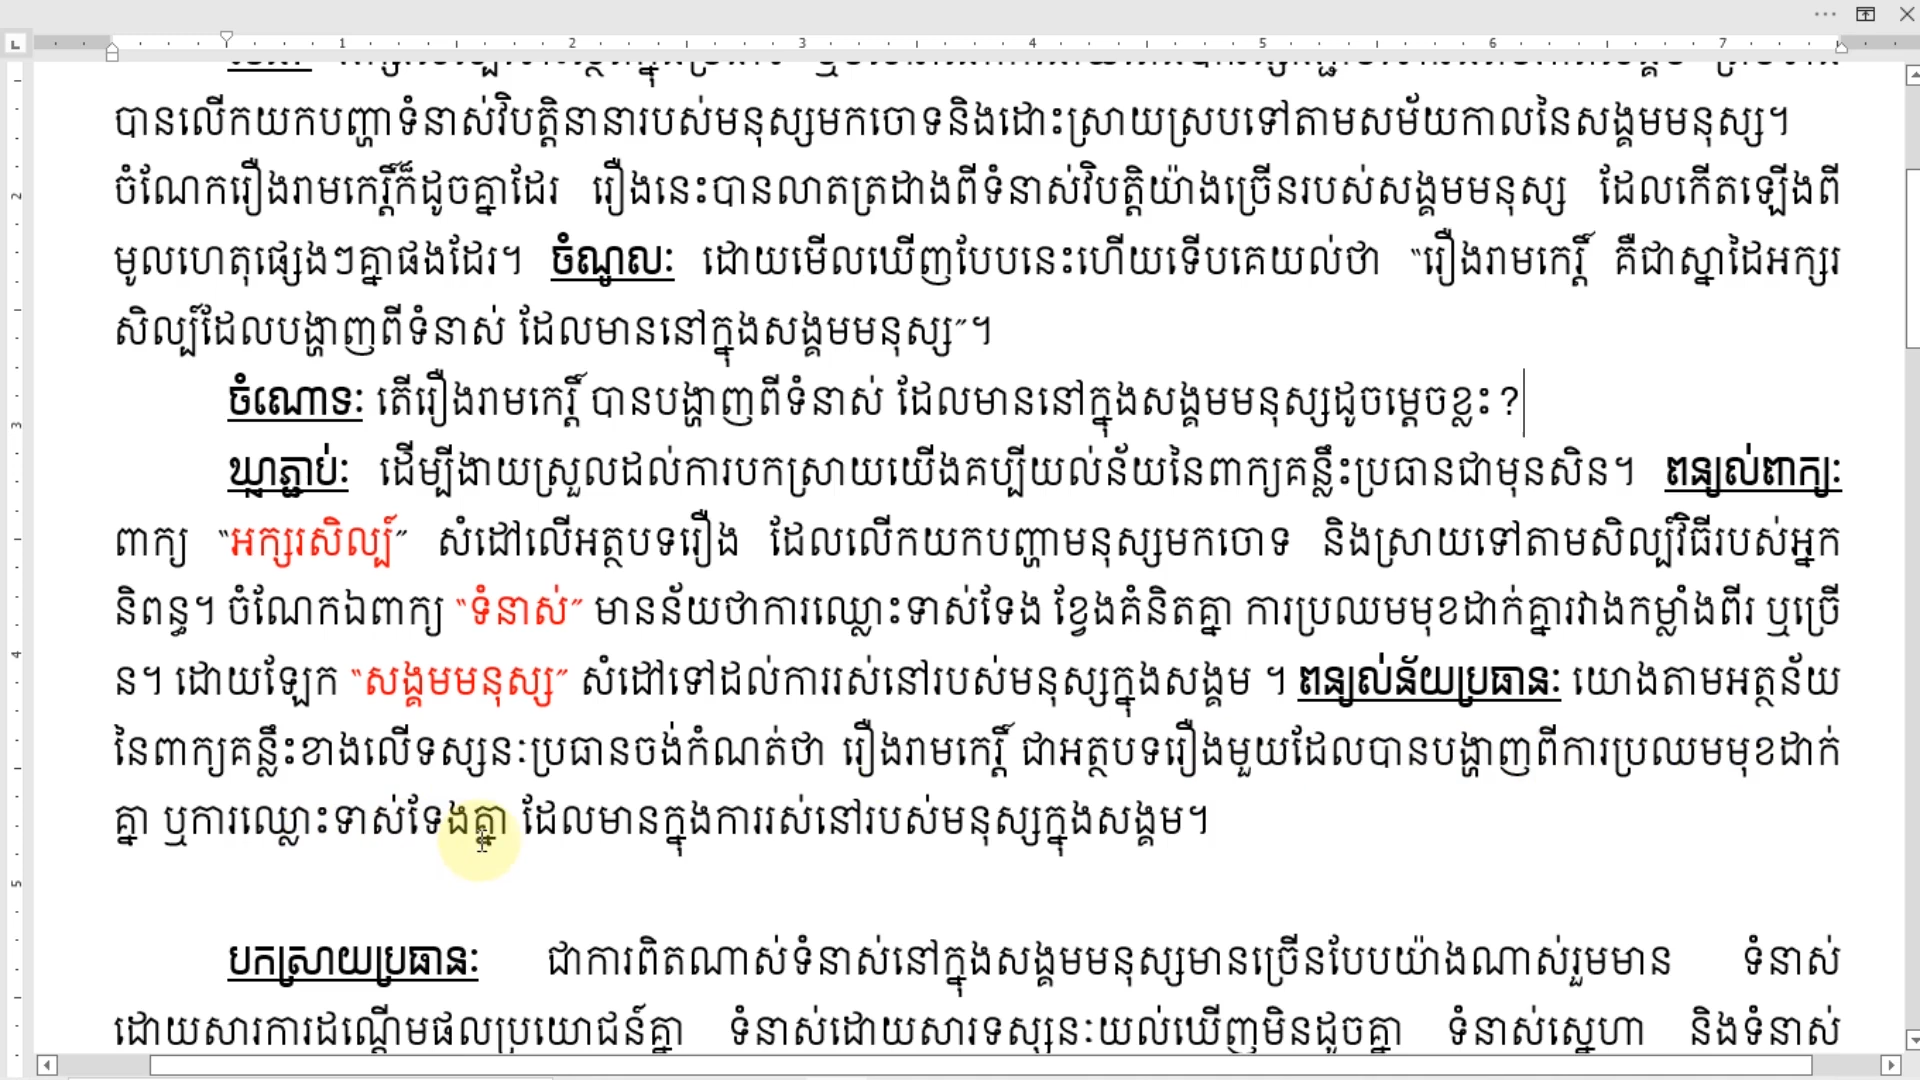 បានលើកយកបញ្ហាទំនាស់វិបត្តិនានារបស់មនុស្សមកចោទនិងដោះស្រាយស្របទៅតាមសម័យកាលនៃសង្គមមនុស្ស។
ចំណែករឿងរាមកេរ្តិ៍ក៏ដូចគ្នាដែរ រឿងនេះបានលាតត្រដាងពីទំនាស់វិបត្តិយ៉ាងច្រើនរបស់សង្គមមនុស្ស ដែលកើតឡើងពី
មូលហេតុផ្សេងៗគ្នាផងដែរ។ ចំណូលៈ ដោយមើលឃើញបែបនេះហើយទើបគេយល់ថា “រឿងរាមកេរ្តិ៍ គឺជាស្នាដៃអក្សរ
សិល្ប៍ដែលបង្ហាញពីទំនាស់ ដែលមាននៅក្នុងសង្គមមនុស្ស”។
ចំណោទៈ តើរឿងរាមកេរ្តិ៍ បានបង្ហាញពីទំនាស់ ដែលមាននៅក្នុងសង្គមមនុស្សដូចម្ដេចខ្លះ?
ឃ្លាភ្ជាប់ៈ ដើម្បីងាយស្រួលដល់ការបកស្រាយយើងគប្បីយល់ន័យនៃពាក្យគន្លឹះប្រធានជាមុនសិន។ ពន្យល់ពាក្យៈ
ពាក្យ “អក្សរសិល្ប៍” សំដៅលើអត្ថបទរឿង ដែលលើកយកបញ្ហាមនុស្សមកចោទ និងស្រាយទៅតាមសិល្ប៍វិធីរបស់អ្នក
និពន្ធ។ ចំណែកឯពាក្យ “ទំនាស់” មានន័យថាការឈ្លោះទាស់ទែង ខ្វែងគំនិតគ្នា ការប្រឈមមុខដាក់គ្នារវាងកម្លាំងពីរ ឬច្រើ
ន។ ដោយឡែក “សង្គមមនុស្ស” សំដៅទៅដល់ការរស់នៅរបស់មនុស្សក្នុងសង្គម ។ ពន្យល់ន័យប្រធានៈ យោងតាមអត្ថន័យ
នៃពាក្យគន្លឹះខាងលើទស្សនៈប្រធានចង់កំណត់ថា រឿងរាមកេរ្តិ៍ ជាអត្ថបទរឿងមួយដែលបានបង្ហាញពីការប្រឈមមុខដាក់
គ្នា ឬការឈ្លោះទាស់ទែងគ្នា ដែលមានក្នុងការរស់នៅរបស់មនុស្សក្នុងសង្គម។
បកស្រាយប្រធានៈ ជាការពិតណាស់ទំនាស់នៅក្នុងសង្គមមនុស្សមានច្រើនបែបយ៉ាងណាស់រួមមាន ទំនាស់
ដោយសារការដណ្ដើមផលប្រយោជន៍គ្នា ទំនាស់ដោយសារទស្សនៈយល់ឃើញមិនដូចគ្នា ទំនាស់ស្នេហា និងទំនាស់